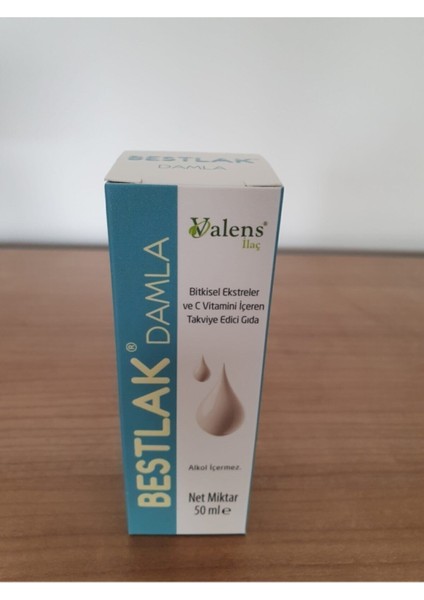 BESTLAK®
DAMLA
BESTLAK®
DAMLA
Valens®
İlaç
Bitkisel Ekstreler
ve C Vitamini İçeren
Takviye Edici Gıda
Alkol İçermez.
Net Miktar
50 ml e